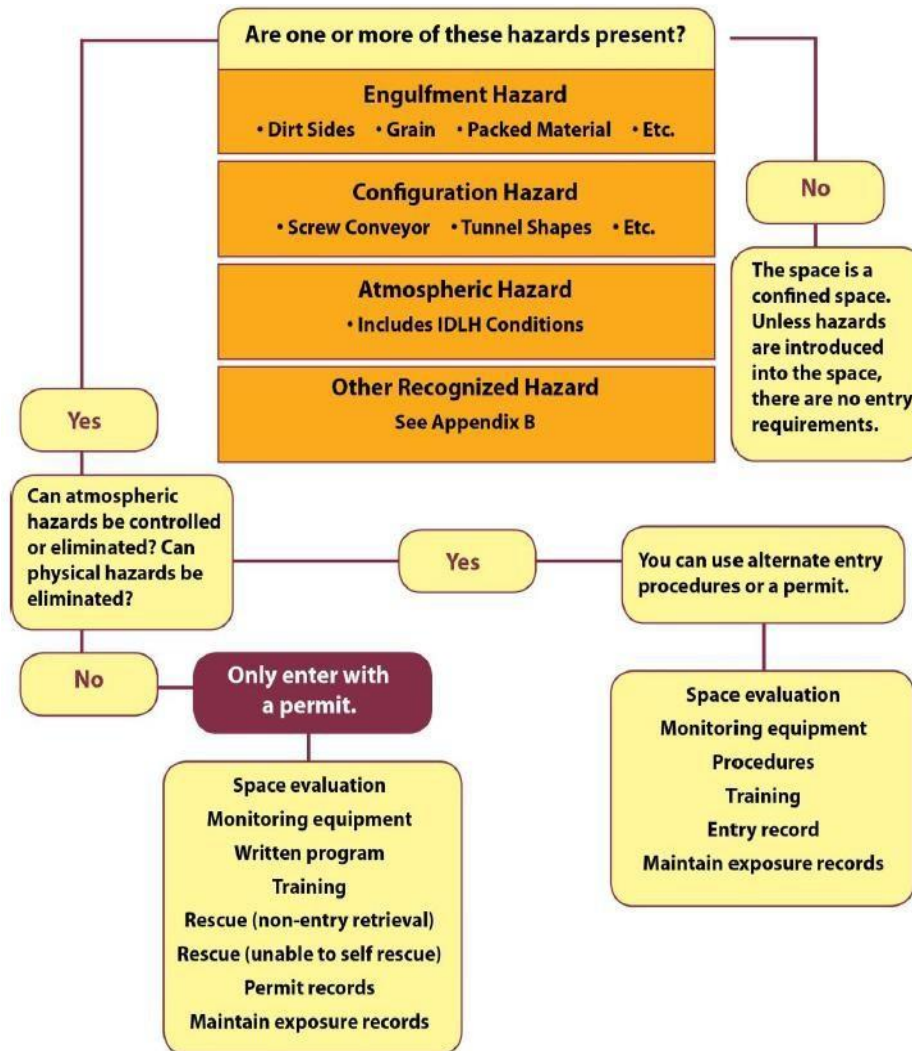 Are one or more of these hazards present?
Engulfment Hazard
• Dirt Sides • Grain • Packed Material • Etc.
Configuration Hazard
• Screw Conveyor • Tunnel Shapes • Etc.
Atmospheric Hazard
• Includes IDLH Conditions
Other Recognized Hazard
See Appendix B
No
The space is a
confined space.
Unless hazards
are introduced
into the space,
there are no entry
requirements.
Yes
Can atmospheric
hazards be controlled
or eliminated? Can
physical hazards be
eliminated?
Yes
You can use alternate entry
procedures or a permit.
Space evaluation
Monitoring equipment
Procedures
Training
Entry record
Maintain exposure records
No
Only enter with
a permit.
Space evaluation
Monitoring equipment
Written program
Training
Rescue (non-entry retrieval)
Rescue (unable to self rescue)
Permit records
Maintain exposure records